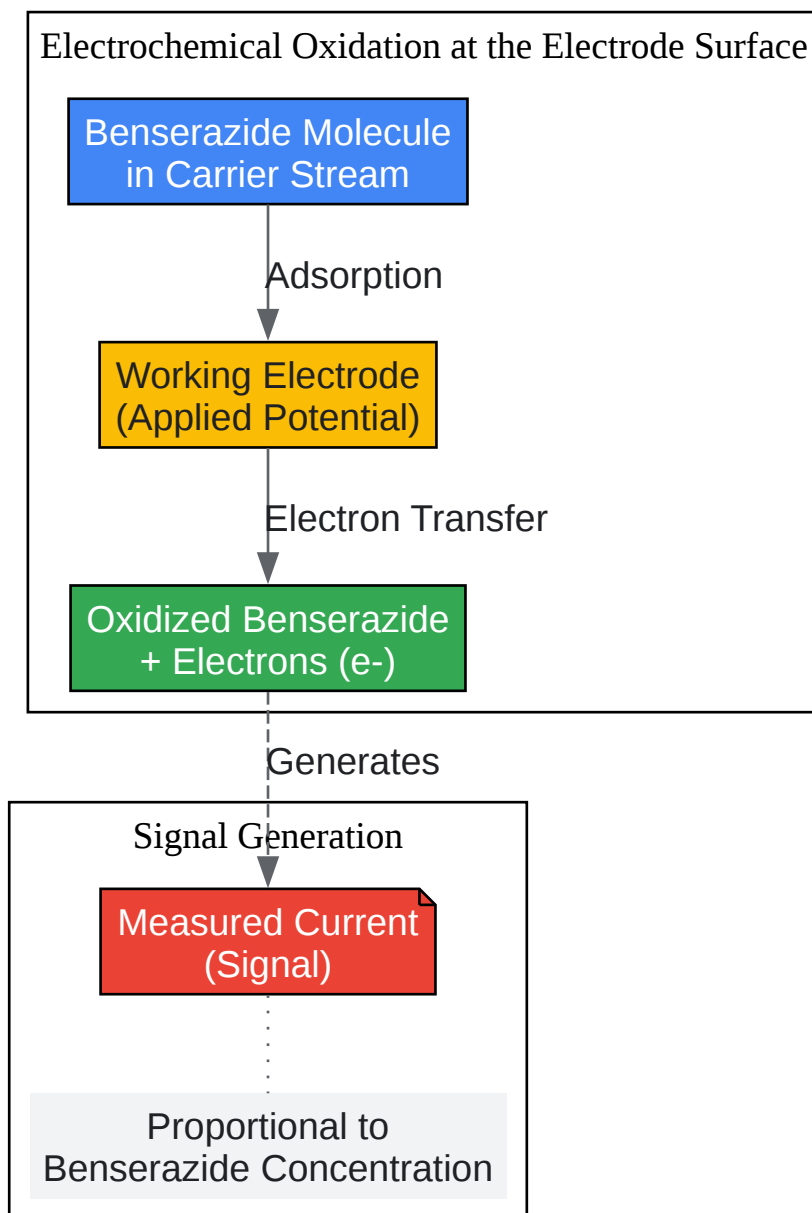 Electrochemical Oxidation at the Electrode Surface
Benserazide Molecule
in Carrier Stream
Adsorption
Working Electrode
(Applied Potential)
Electron Transfer
Oxidized Benserazide
+ Electrons (e-)
Generates
Signal Generation
Measured Current
(Signal)
Proportional to
Benserazide Concentration